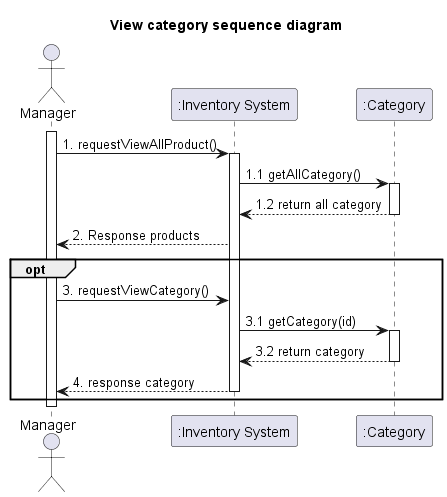 View category sequence diagram
Manager
:Inventory System
:Category
1. requestViewAllProduct()
1.1 getAllCategory()
1.2 return all category
2. Response products
opt
3. requestViewCategory()
3.1 getCategory(id)
3.2 return category
4. response category
Manager
:Inventory System
:Category